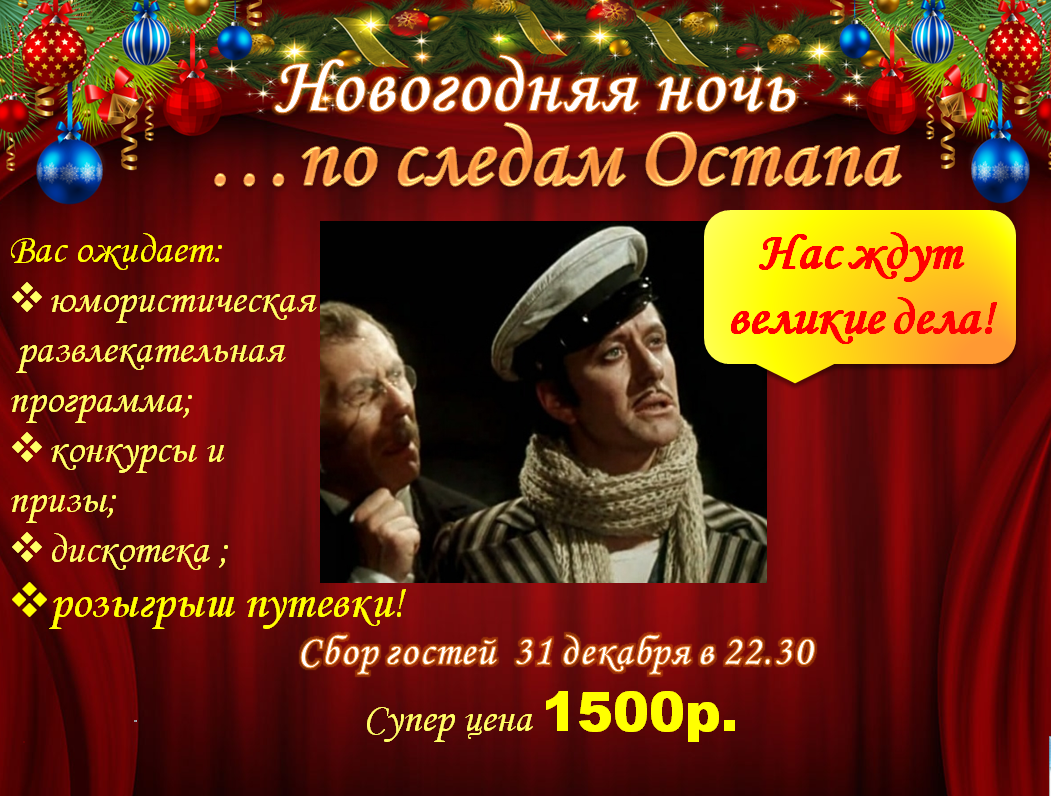 Новогодняя ночь
...по следам Остапа
Вас ожидает:
юмористическая
развлекательная
программа;
конкурсы и
призы;
дискотека ;
розыгрыш путевки!
Нас ждут
великие дела!
Сбор гостей 31 декабря в 22.30
Супер цена 1500р.